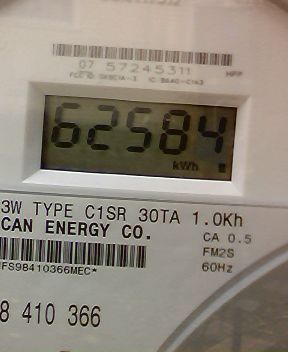 07 57245311 HPP
62584
kWh
3W TYPE C1SR 30TA 1.0Kh
CAN ENERGY CO.
CA 0.5
FM2S
60Hz
FS98410366MEC*
8 410 366